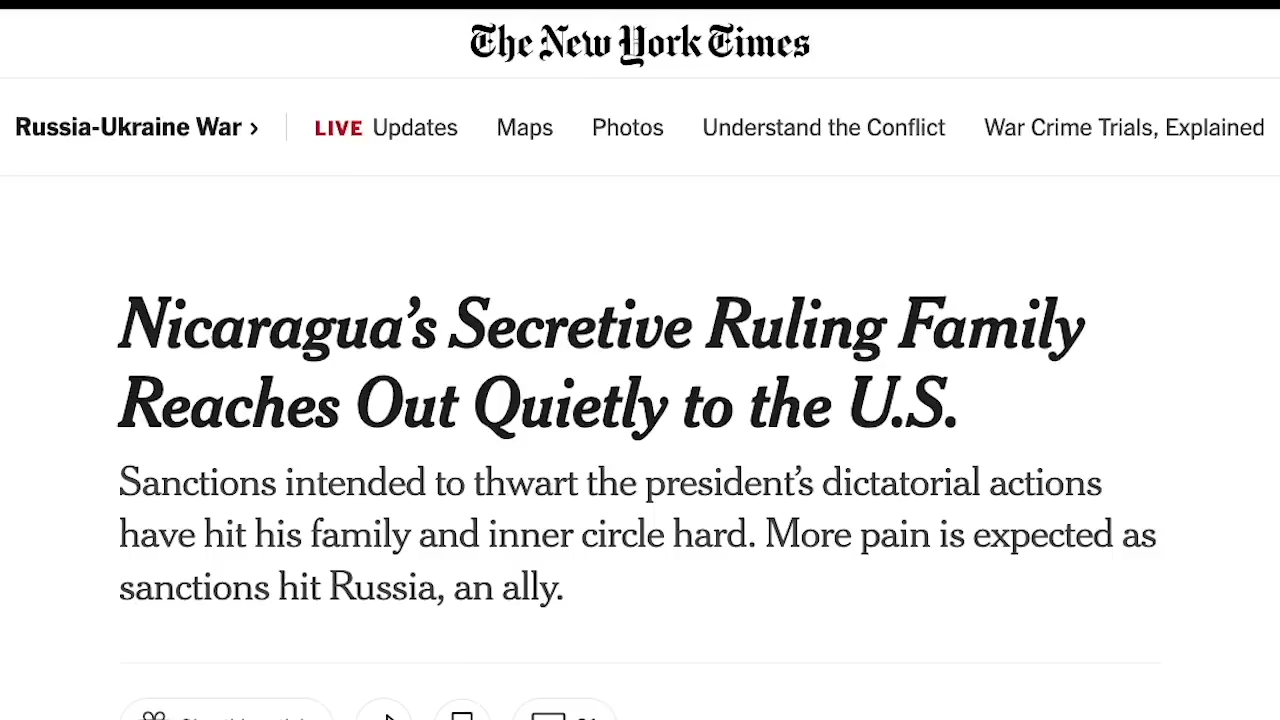 The New York Times
Russia-Ukraine War › LIVE Updates Maps Photos Understand the Conflict War Crime Trials, Explained
Nicaragua’s Secretive Ruling Family
Reaches Out Quietly to the U.S.
Sanctions intended to thwart the president’s dictatorial actions
have hit his family and inner circle hard. More pain is expected as
sanctions hit Russia, an ally.